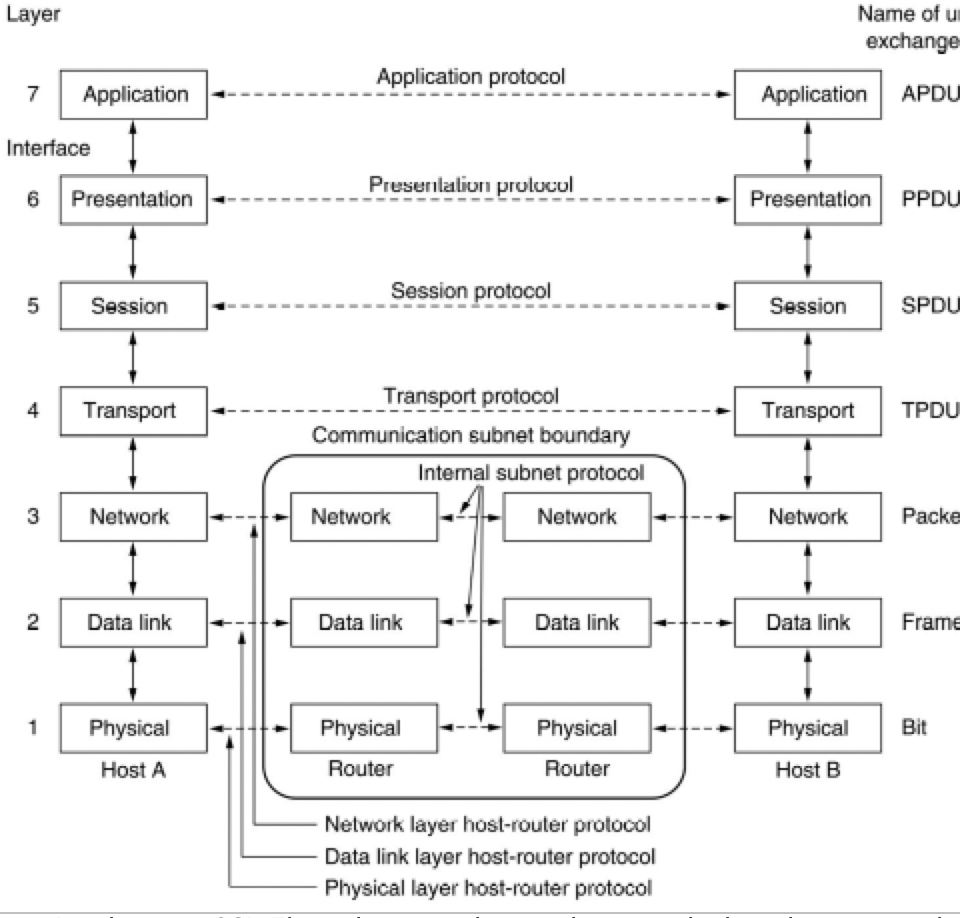 Layer
Name of
exchange
7 Application Application protocol Application APDU
Interface
6 Presentation Presentation protocol Presentation PPDU
5 Session Session protocol Session SPDU
4 Transport Transport protocol Transport TPDU
Communication subnet boundary
Internal subnet protocol
3 Network Network Network Network Packe
2 Data link Data link Data link Data link Frame
1 Physical Physical Physical Physical Bit
Host A Router Router Host B
Network layer host-router protocol
Data link layer host-router protocol
Physical layer host-router protocol